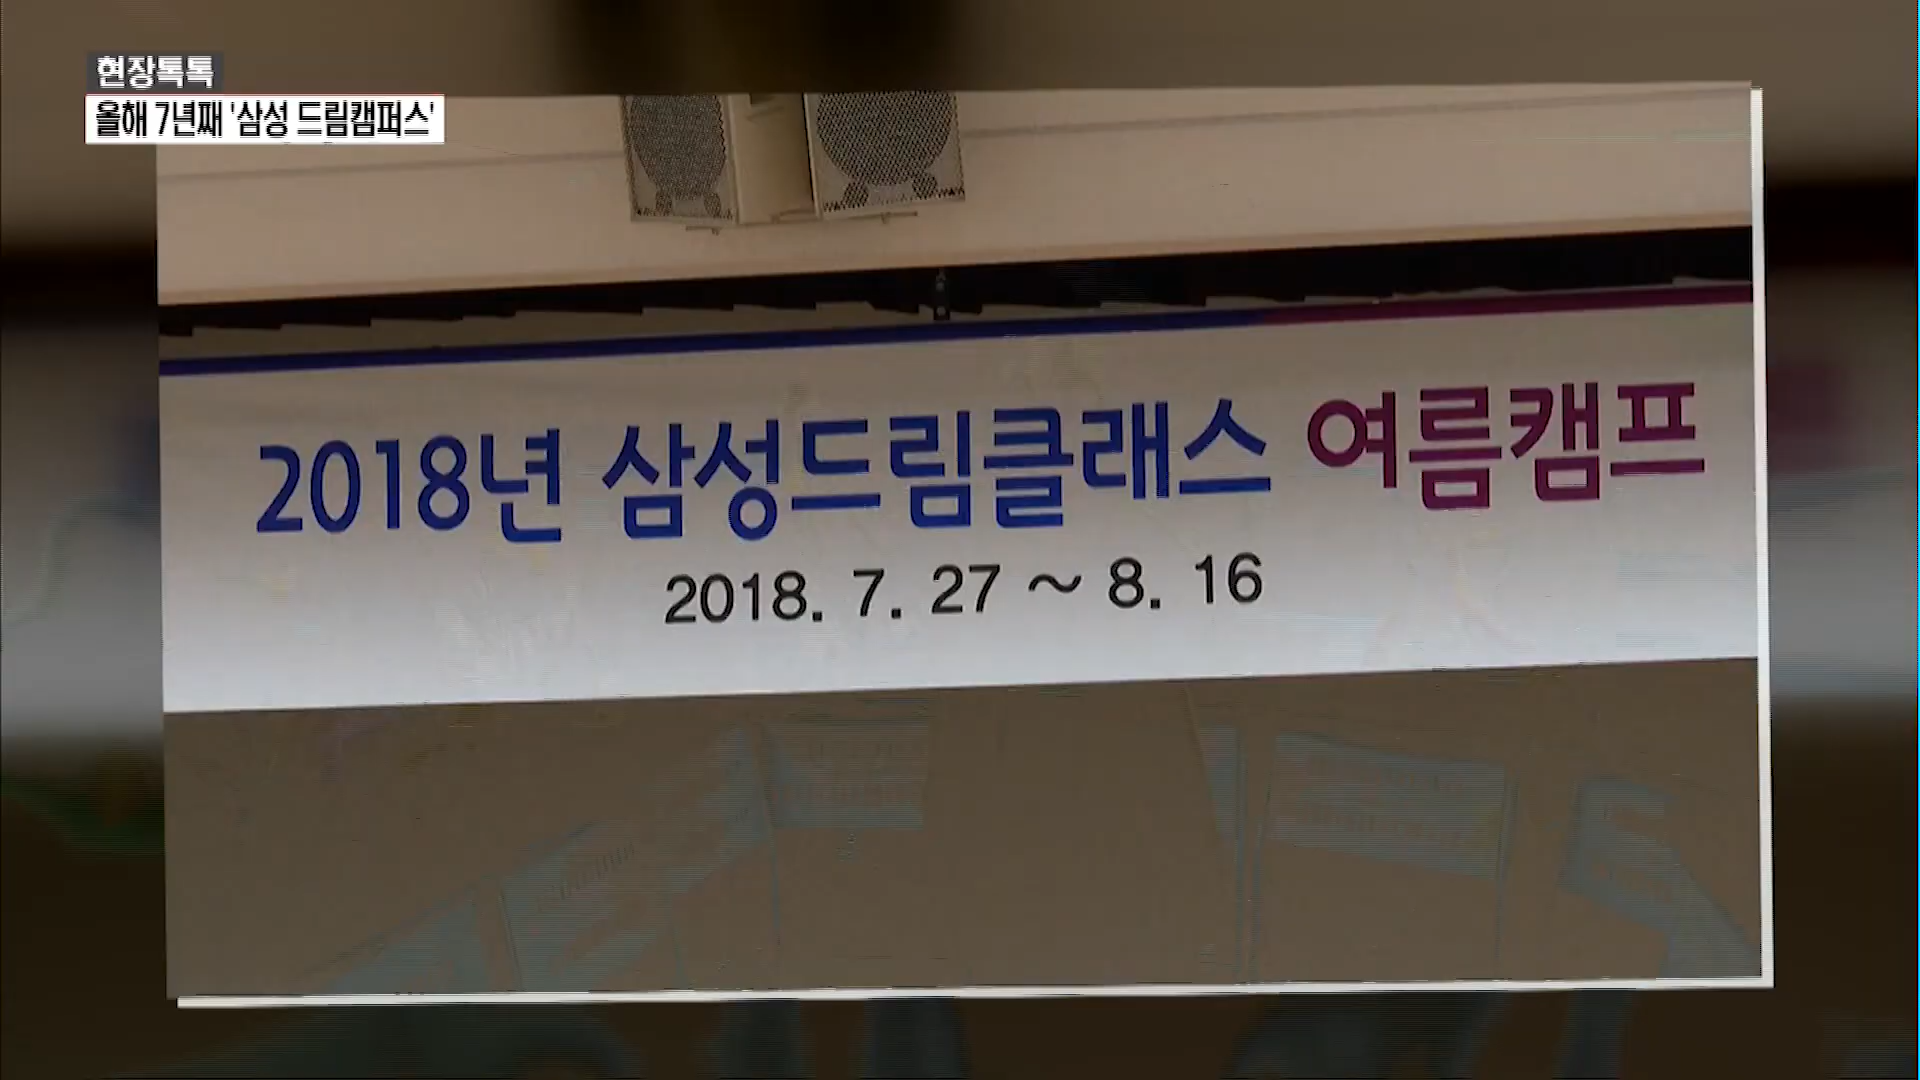 현장톡톡
올해 7년째 '삼성 드림캠퍼스'
2018년 삼성드림클래스 여름캠프
2018. 7. 27 ~ 8. 16